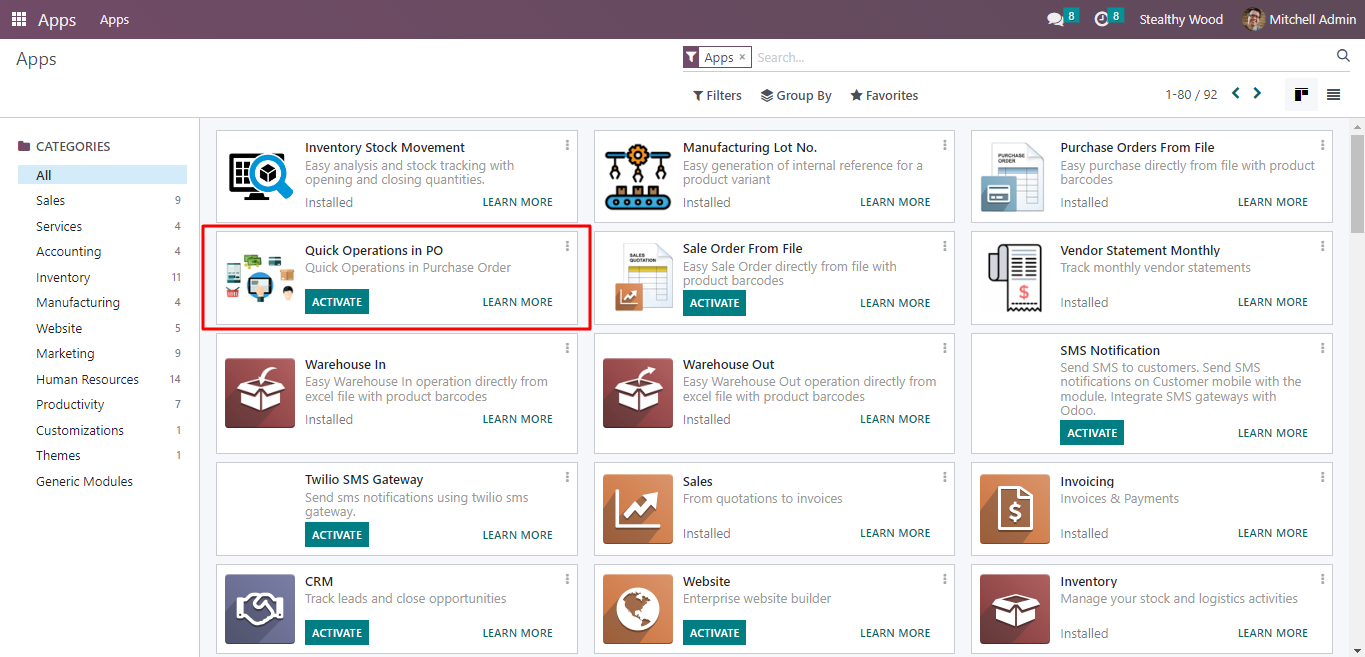 Apps
Apps
8
8
Stealthy Wood
Mitchell Admin
Apps
Apps ×
Search...
Filters
Group By
Favorites
1-80 / 92
CATEGORIES
All
Sales 9
Services 4
Accounting 4
Inventory 11
Manufacturing 4
Website 5
Marketing 9
Human Resources 14
Productivity 7
Customizations 1
Themes 1
Generic Modules
Inventory Stock Movement
Easy analysis and stock tracking with
opening and closing quantities.
Installed
LEARN MORE
Manufacturing Lot No.
Easy generation of internal reference for a
product variant
Installed
LEARN MORE
PURCHASE
ORDER
Purchase Orders From File
Easy purchase directly from file with product
barcodes
Installed
LEARN MORE
Quick Operations in PO
Quick Operations in Purchase Order
ACTIVATE
LEARN MORE
SALES
QUOTATION
Sale Order From File
Easy Sale Order directly from file with
product barcodes
ACTIVATE
LEARN MORE
$
Vendor Statement Monthly
Track monthly vendor statements
Installed
LEARN MORE
Warehouse In
Easy Warehouse In operation directly from
excel file with product barcodes
Installed
LEARN MORE
Warehouse Out
Easy Warehouse Out operation directly from
excel file with product barcodes
Installed
LEARN MORE
SMS Notification
Send SMS to customers. Send SMS
notifications on Customer mobile with the
module. Integrate SMS gateways with
Odoo.
ACTIVATE
LEARN MORE
Twilio SMS Gateway
Send sms notifications using twilio sms
gateway.
ACTIVATE
LEARN MORE
Sales
From quotations to invoices
Installed
LEARN MORE
$
Invoicing
Invoices & Payments
Installed
LEARN MORE
CRM
Track leads and close opportunities
ACTIVATE
LEARN MORE
Website
Enterprise website builder
ACTIVATE
LEARN MORE
Inventory
Manage your stock and logistics activities
Installed
LEARN MORE